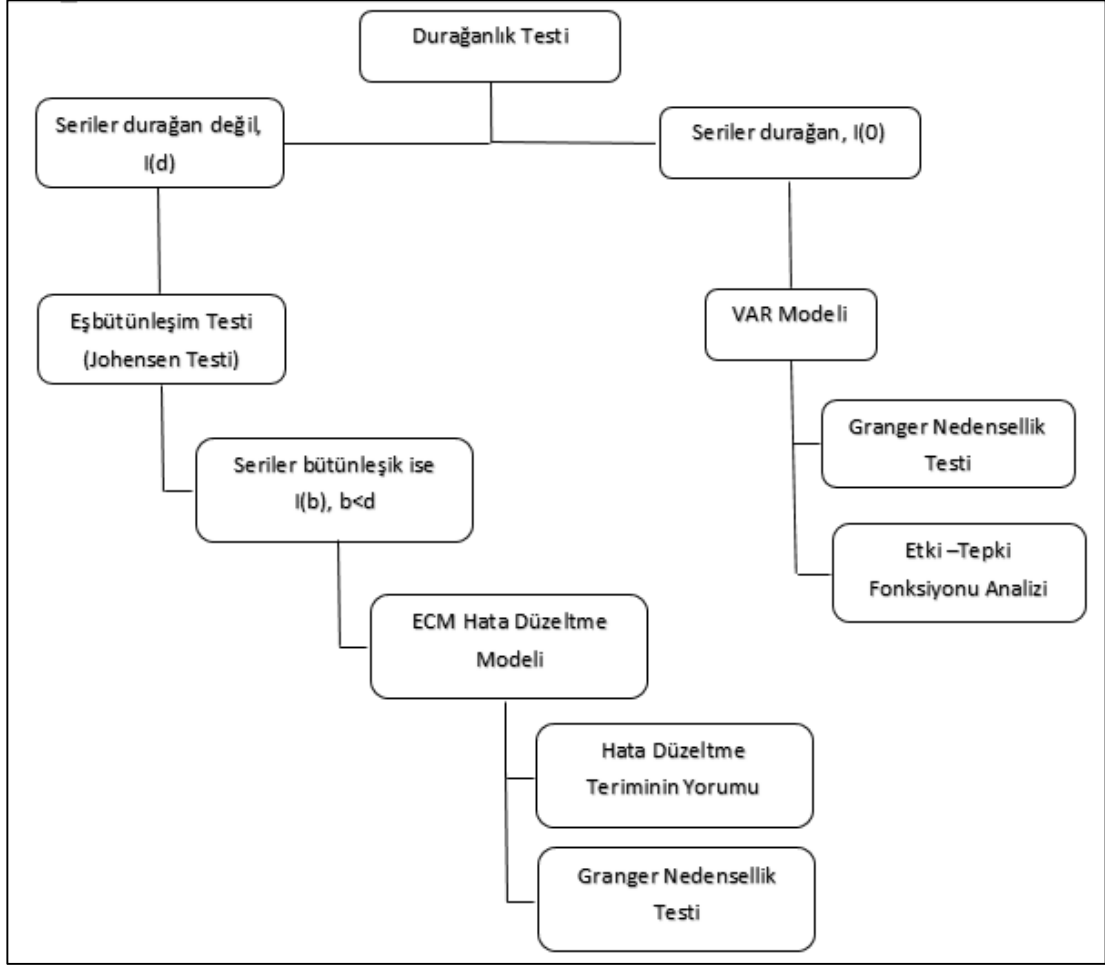 Durağanlık Testi
Seriler durağan değil,
I(d)
Seriler durağan, I(0)
Eşbütünleşim Testi
(Johensen Testi)
VAR Modeli
Seriler bütünleşik ise
I(b), b<d
Granger Nedensellik
Testi
Etki –Tepki
Fonksiyonu Analizi
ECM Hata Düzeltme
Modeli
Hata Düzeltme
Teriminin Yorumu
Granger Nedensellik
Testi